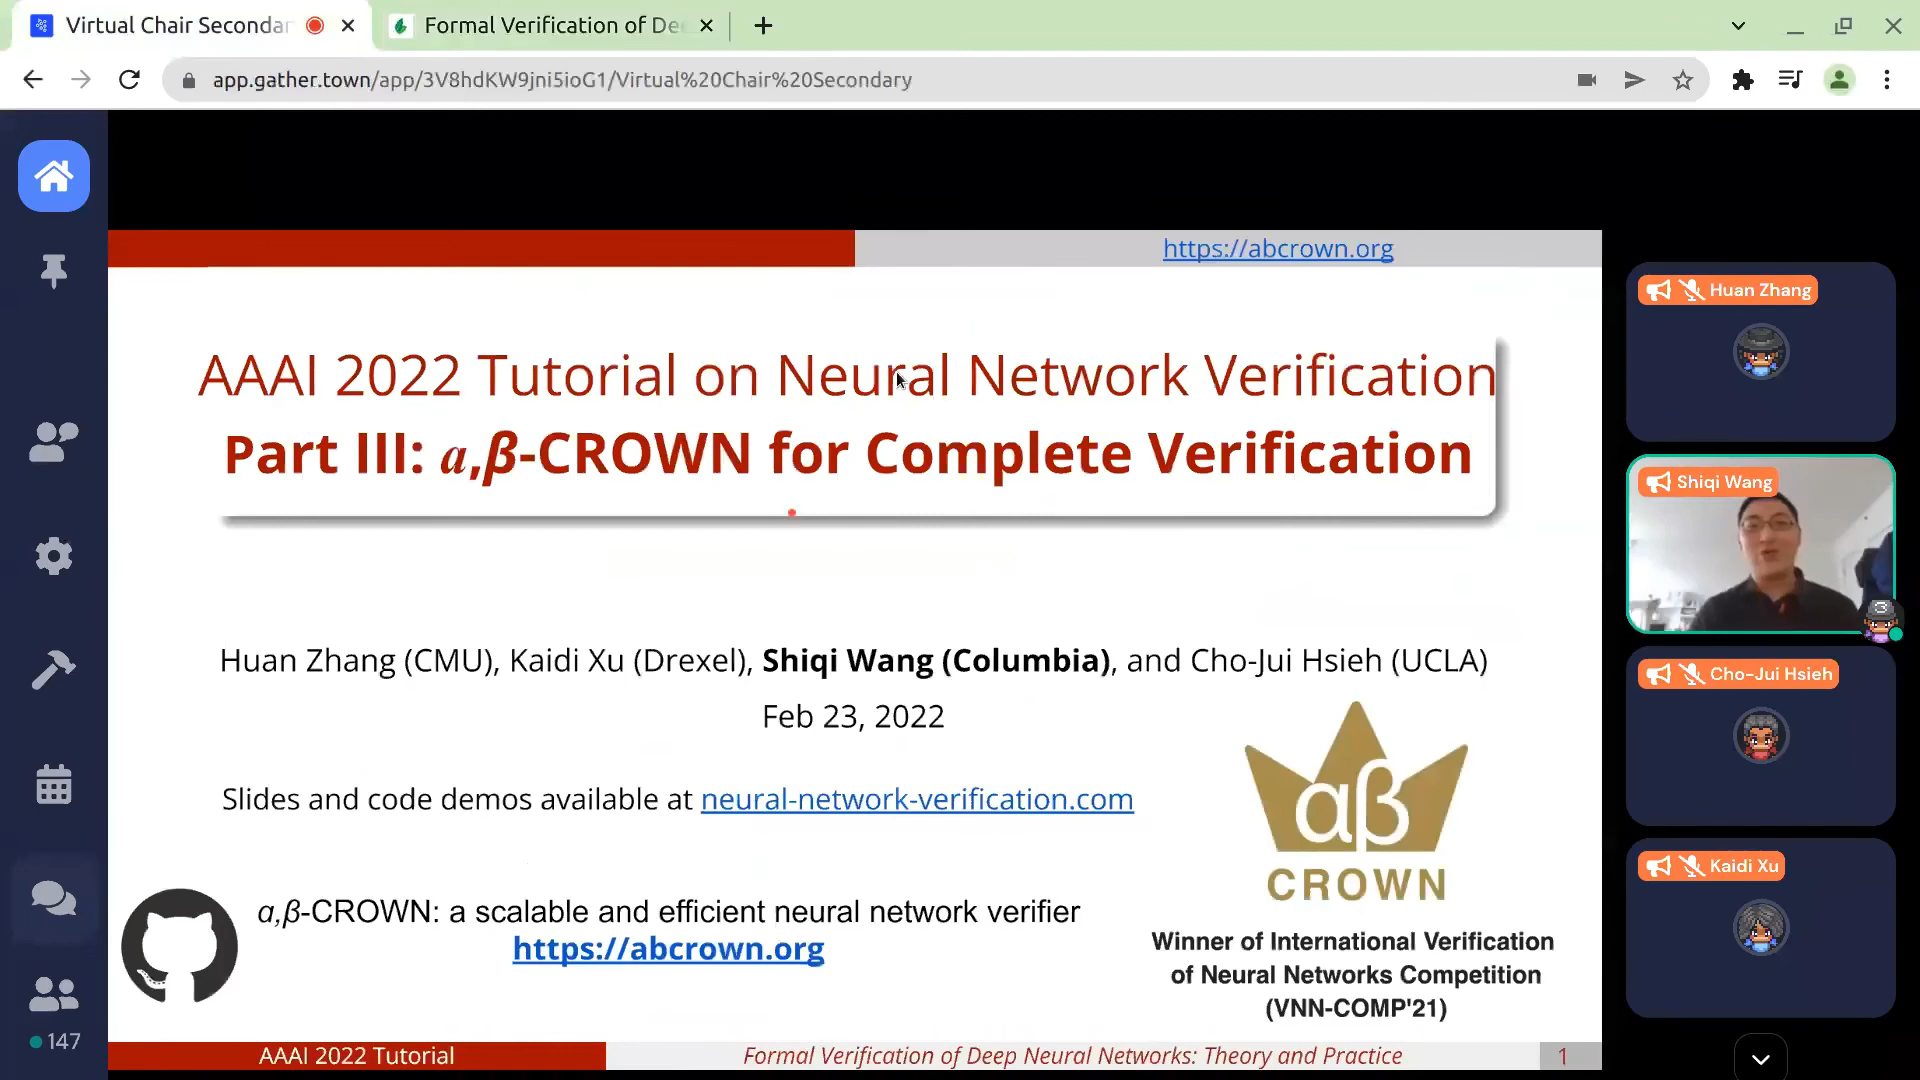 Virtual Chair Secondar
Formal Verification of De
app.gather.town/app/3V8hdKW9jni5ioG1/Virtual%20Chair%20Secondary
https://abcrown.org
AAAI 2022 Tutorial on Neural Network Verification
Part III: α,β-CROWN for Complete Verification
Huan Zhang (CMU), Kaidi Xu (Drexel), Shiqi Wang (Columbia), and Cho-Jui Hsieh (UCLA)
Feb 23, 2022
Slides and code demos available at neural-network-verification.com
α,β-CROWN: a scalable and efficient neural network verifier
https://abcrown.org
αβ
CROWN
Winner of International Verification
of Neural Networks Competition
(VNN-COMP'21)
AAAI 2022 Tutorial
Formal Verification of Deep Neural Networks: Theory and Practice
1
Huan Zhang
Shiqi Wang
3
Cho-Jui Hsieh
Kaidi Xu
147